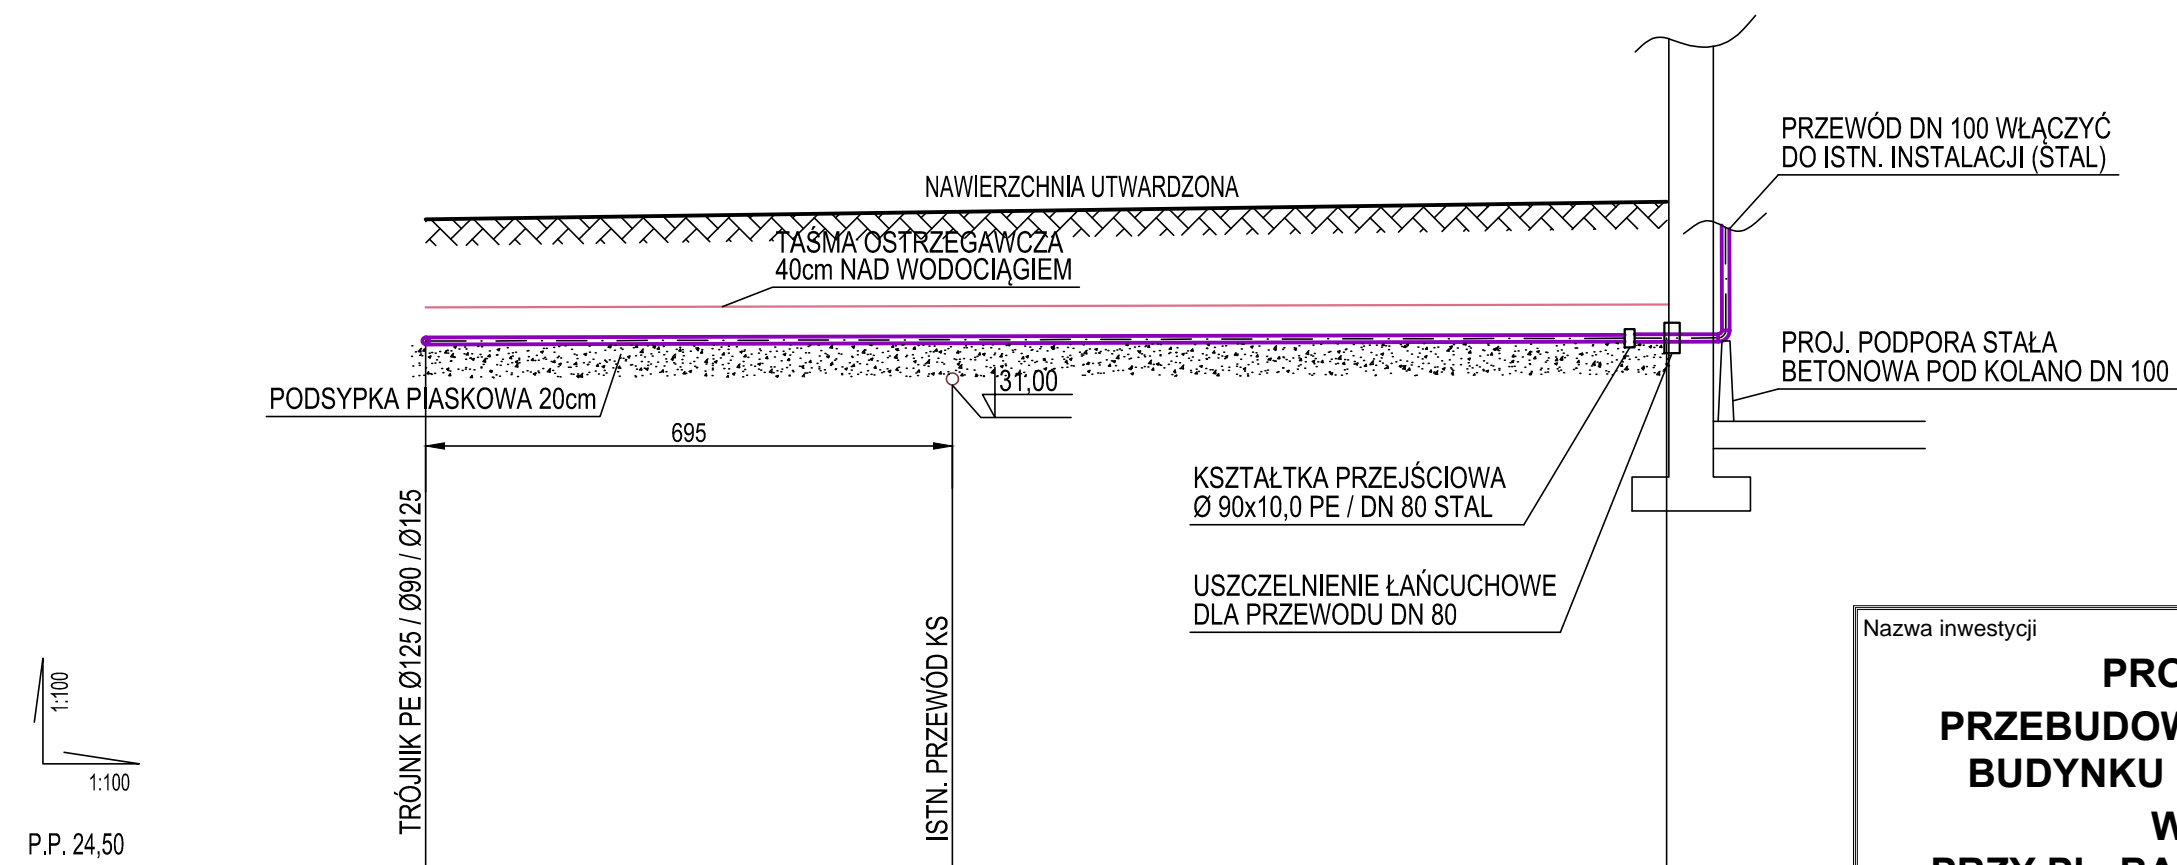 PRZEWÓD DN 100 WŁĄCZYĆ
DO ISTN. INSTALACJI (STAL)
NAWIERZCHNIA UTWARDZONA
TAŚMA OSTRZEGAWCZA
40cm NAD WODOCIĄGIEM
PROJ. PODPORA STAŁA
BETONOWA POD KOLANO DN 100
PODSYPKA PIASKOWA 20cm
31,00
695
KSZTAŁTKA PRZEJŚCIOWA
Ø 90x10,0 PE / DN 80 STAL
USZCZELNIENIE ŁAŃCUCHOWE
DLA PRZEWODU DN 80
TRÓJNIK PE Ø125 / Ø90 / Ø125
ISTN. PRZEWÓD KS
1:100
1:100
P.P. 24,50
Nazwa inwestycji
PRO
PRZEBUDOW
BUDYNKU
W